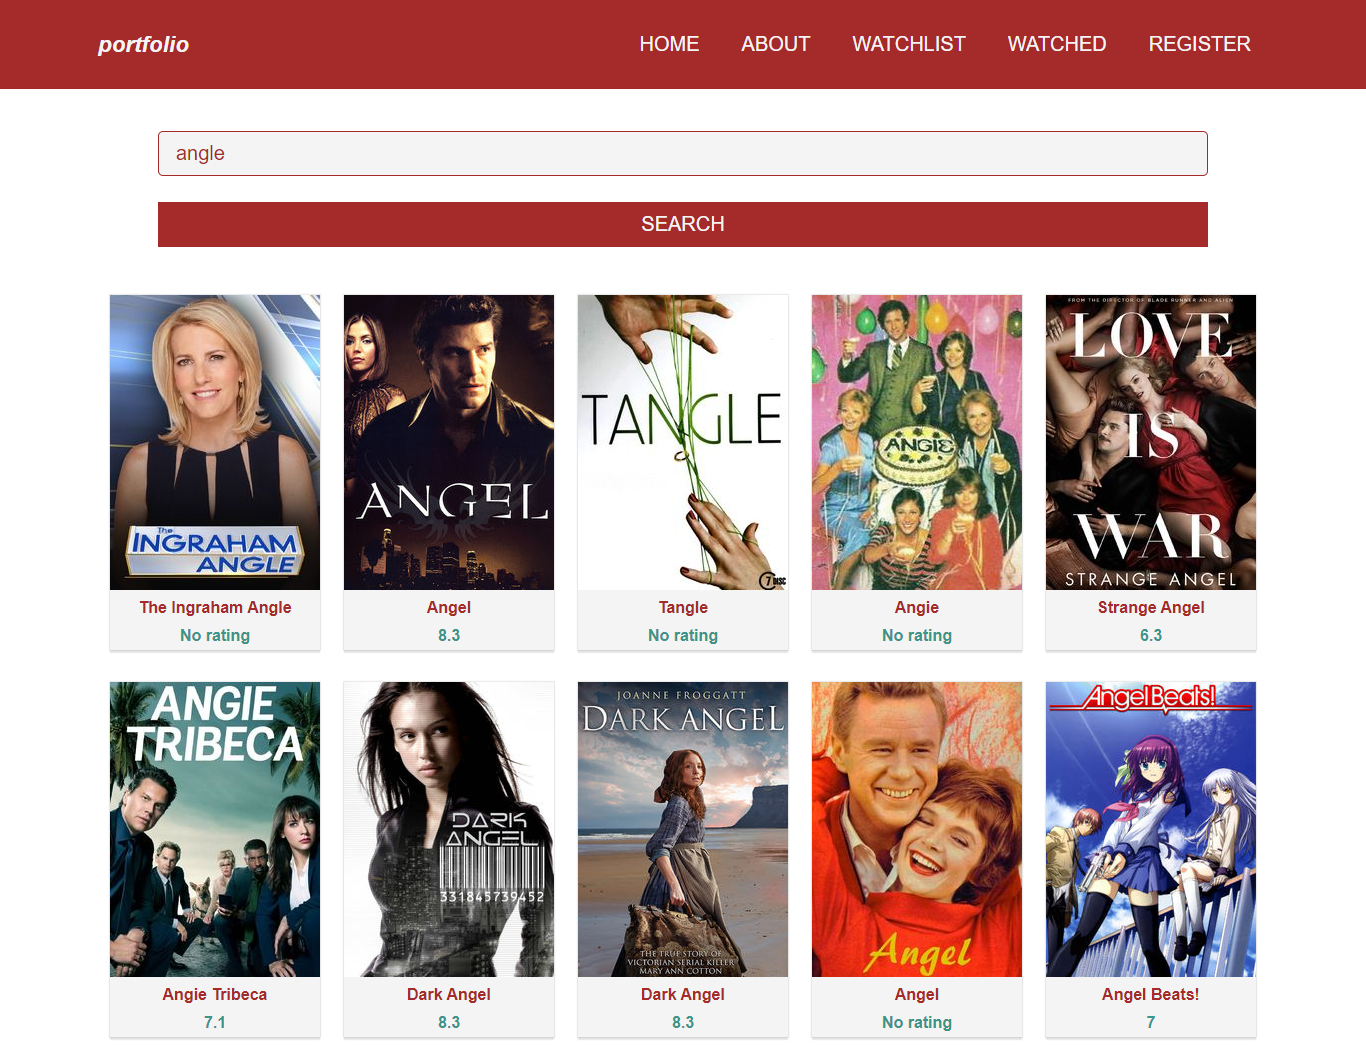 portfolio
HOME
ABOUT
WATCHLIST
WATCHED
REGISTER
angle
SEARCH
The
INGRAHAM
ANGLE
The Ingraham Angle
No rating
ANGEL
Angel
8.3
TANGLE
7 DISC
Tangle
No rating
ANGIE
Angie
No rating
FROM THE DIRECTOR OF BLADE RUNNER AND ALIEN
LOVE
IS
WAR
STRANGE ANGEL
Strange Angel
6.3
ANGIE
TRIBECA
Angie Tribeca
7.1
DARK
ANGEL
331845739452
Dark Angel
8.3
JOANNE FROGGATT
DARK ANGEL
THE TRUE STORY OF
VICTORIAN SERIAL KILLER
MARY ANN COTTON
Dark Angel
8.3
Angel
Angel
No rating
Angel Beats!
Angel Beats!
7